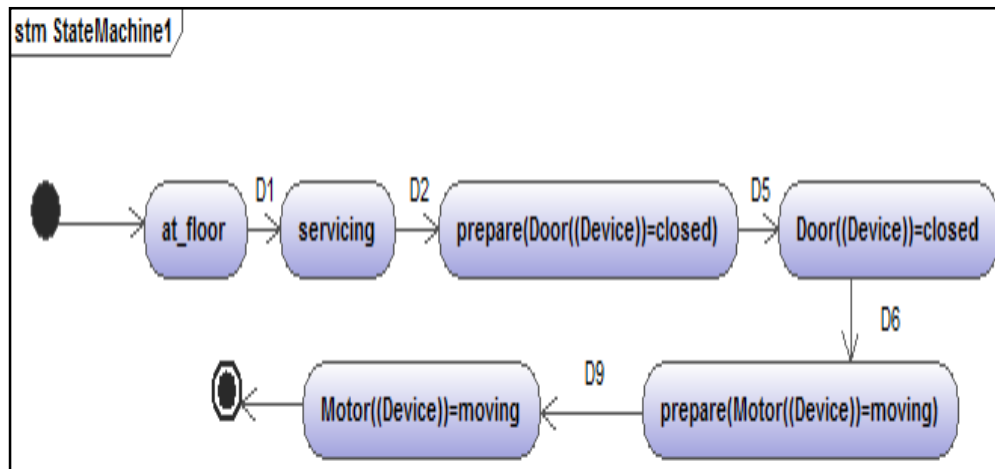 stm StateMachine1
at_floor
D1
servicing
D2
prepare(Door((Device))=closed)
D5
Door((Device))=closed
D6
prepare(Motor((Device))=moving)
D9
Motor((Device))=moving